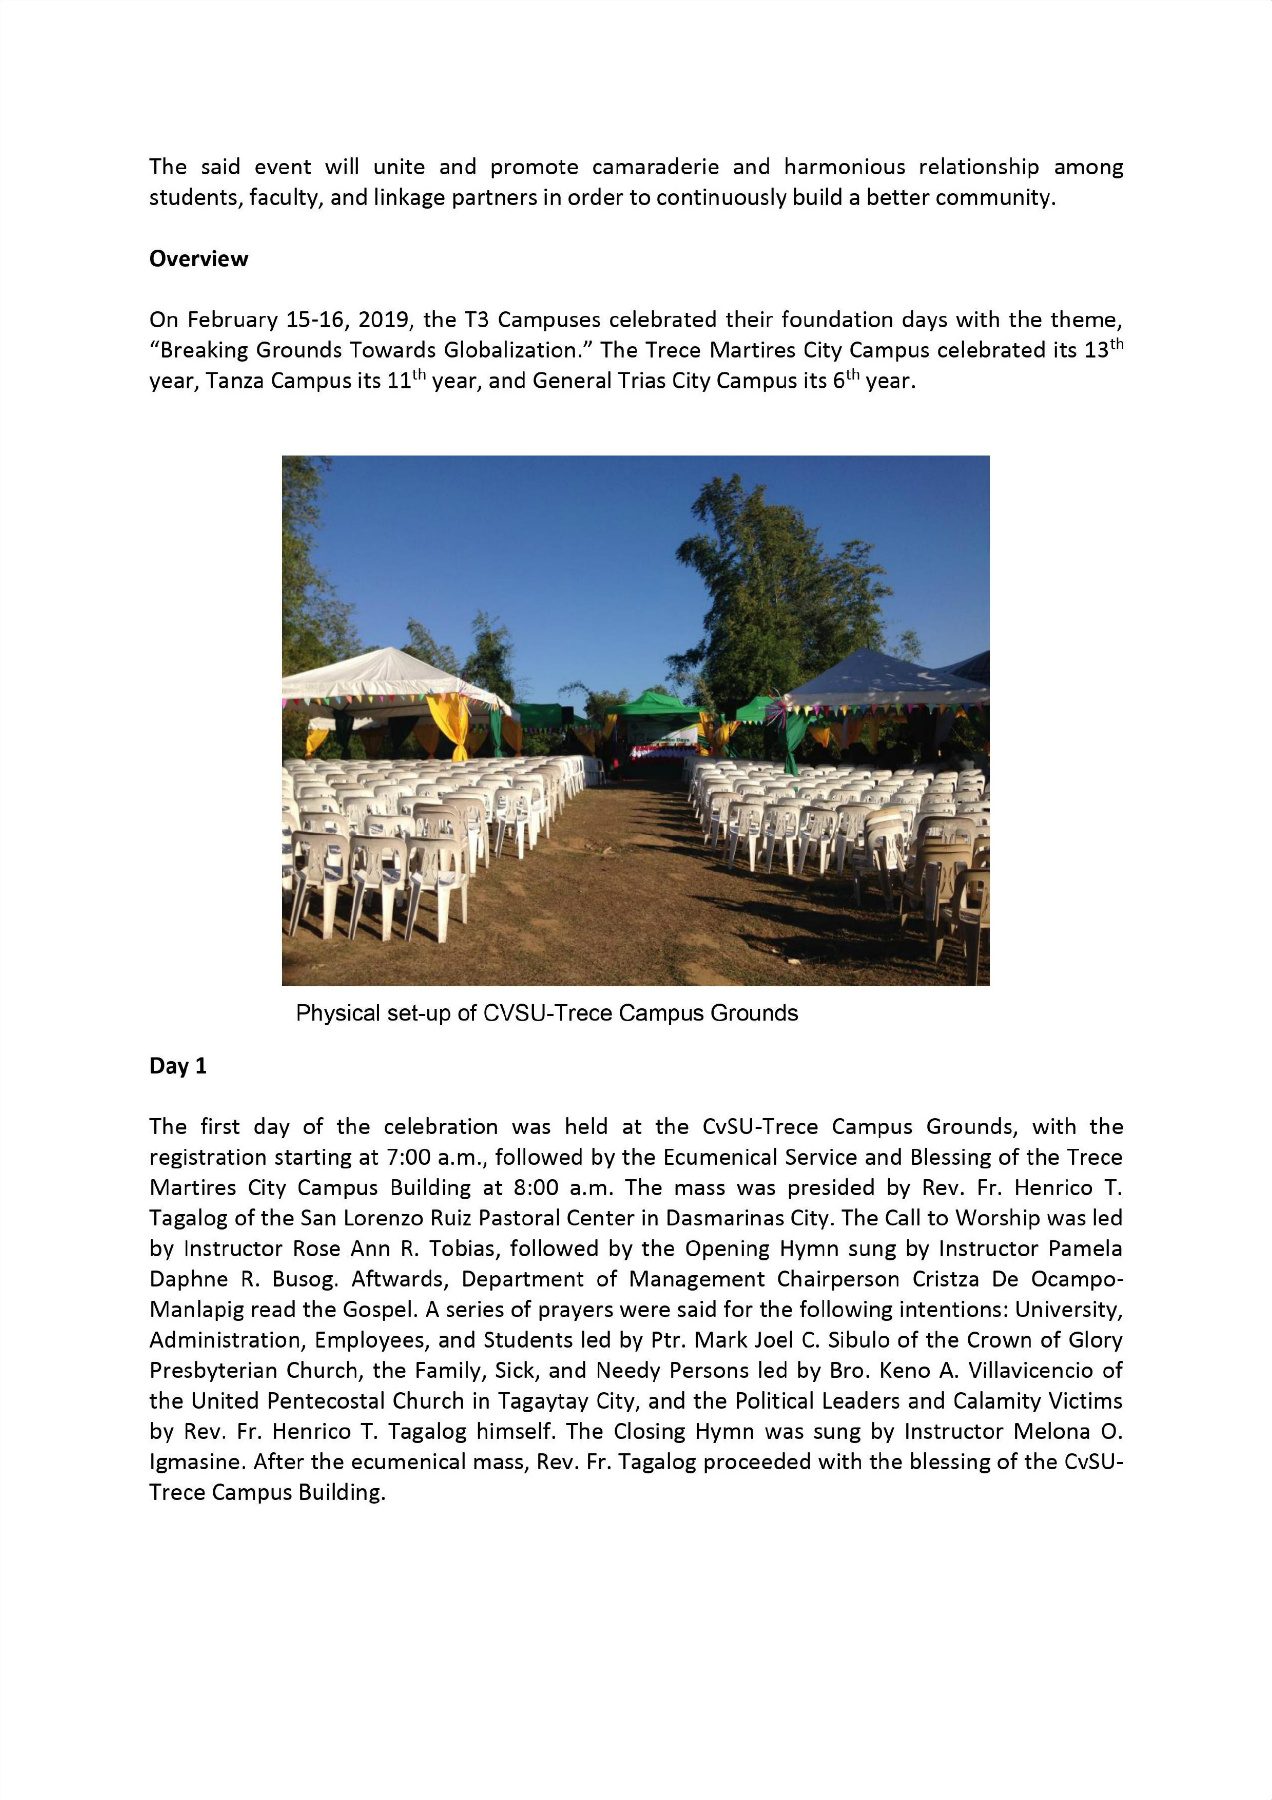 The said event will unite and promote camaraderie and harmonious relationship among
students, faculty, and linkage partners in order to continuously build a better community.
Overview
On February 15-16, 2019, the T3 Campuses celebrated their foundation days with the theme,
“Breaking Grounds Towards Globalization.” The Trece Martires City Campus celebrated its 13th
year, Tanza Campus its 11th year, and General Trias City Campus its 6th year.
Physical set-up of CVSU-Trece Campus Grounds
Day 1
The first day of the celebration was held at the CvSU-Trece Campus Grounds, with the
registration starting at 7:00 a.m., followed by the Ecumenical Service and Blessing of the Trece
Martires City Campus Building at 8:00 a.m. The mass was presided by Rev. Fr. Henrico T.
Tagalog of the San Lorenzo Ruiz Pastoral Center in Dasmarinas City. The Call to Worship was led
by Instructor Rose Ann R. Tobias, followed by the Opening Hymn sung by Instructor Pamela
Daphne R. Busog. Aftwards, Department of Management Chairperson Cristza De Ocampo-
Manlapig read the Gospel. A series of prayers were said for the following intentions: University,
Administration, Employees, and Students led by Ptr. Mark Joel C. Sibulo of the Crown of Glory
Presbyterian Church, the Family, Sick, and Needy Persons led by Bro. Keno A. Villavicencio of
the United Pentecostal Church in Tagaytay City, and the Political Leaders and Calamity Victims
by Rev. Fr. Henrico T. Tagalog himself. The Closing Hymn was sung by Instructor Melona O.
Igmasine. After the ecumenical mass, Rev. Fr. Tagalog proceeded with the blessing of the CvSU-
Trece Campus Building.